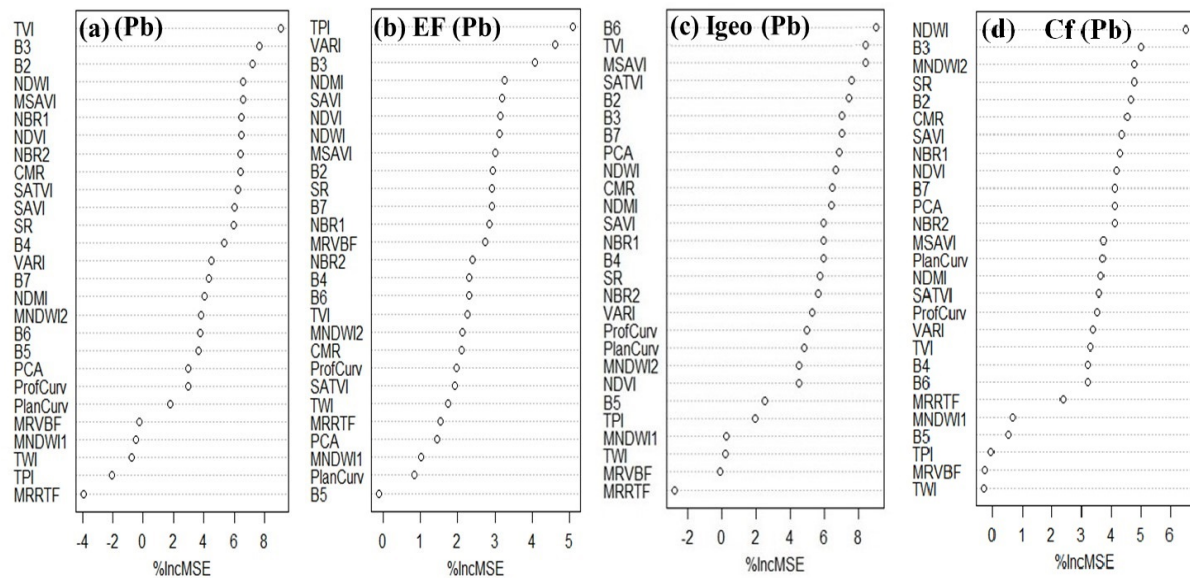 (a) (Pb)
TVI
B3
B2
NDWI
MSAVI
NBR1
NDVI
NBR2
CMR
SATVI
SAVI
SR
B4
VARI
B7
NDMI
MNDWI2
B6
B5
PCA
ProfCurv
PlanCurv
MRVBF
MNDWI1
TWI
TPI
MRRTF
-4 -2 0 2 4 6 8
%IncMSE
(b) EF (Pb)
TPI
VARI
B3
NDMI
SAVI
NDVI
NDWI
MSAVI
B2
SR
B7
NBR1
MRVBF
NBR2
B4
B6
TVI
MNDWI2
CMR
ProfCurv
SATVI
TWI
MRRTF
PCA
MNDWI1
PlanCurv
B5
0 1 2 3 4 5
%IncMSE
(c) Igeo (Pb)
B6
TVI
MSAVI
SATVI
B2
B3
B7
PCA
NDWI
CMR
NDMI
SAVI
NBR1
B4
SR
NBR2
VARI
ProfCurv
PlanCurv
MNDWI2
NDVI
B5
TPI
MNDWI1
TWI
MRVBF
MRRTF
-2 0 2 4 6 8
%IncMSE
(d) Cf (Pb)
NDWI
B3
MNDWI2
SR
B2
CMR
SAVI
NBR1
NDVI
B7
PCA
NBR2
MSAVI
PlanCurv
NDMI
SATVI
ProfCurv
VARI
TVI
B4
B6
MRRTF
MNDWI1
B5
TPI
MRVBF
TWI
0 1 2 3 4 5 6
%IncMSE